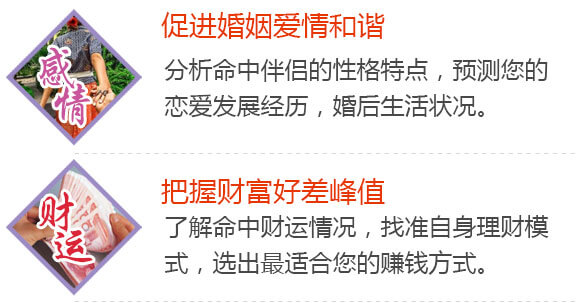 促进婚姻爱情和谐
感情
分析命中伴侣的性格特点，预测您的
恋爱发展经历，婚后生活状况。
把握财富好差峰值
财运
了解命中财运情况，找准自身理财模
式，选出最适合您的赚钱方式。